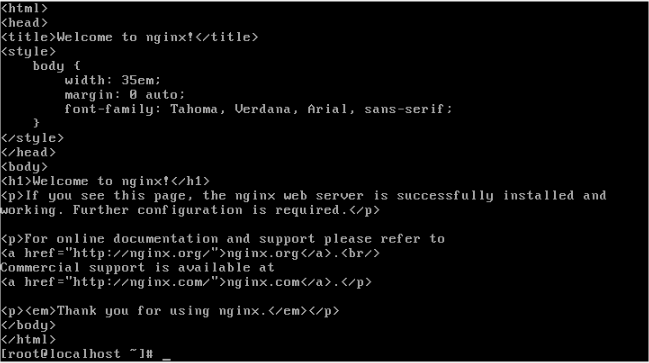 <html>
<head>
<title>Welcome to nginx!</title>
<style>
    body {
        width: 35em;
        margin: 0 auto;
        font-family: Tahoma, Verdana, Arial, sans-serif;
    }
</style>
</head>
<body>
<h1>Welcome to nginx!</h1>
<p>If you see this page, the nginx web server is successfully installed and
working. Further configuration is required.</p>

<p>For online documentation and support please refer to
<a href="http://nginx.org/">nginx.org</a>.<br/>
Commercial support is available at
<a href="http://nginx.com/">nginx.com</a>.</p>

<p><em>Thank you for using nginx.</em></p>
</body>
</html>
[root@localhost ~]# _